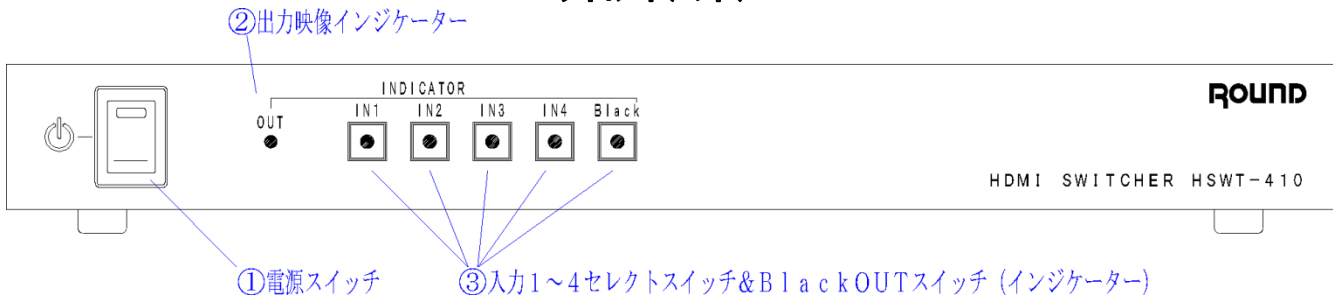 ②出力映像インジケーター
INDICATOR
OUT IN1 IN2 IN3 IN4 Black
ROUND
HDMI SWITCHER HSWT-410
①電源スイッチ ③入力1～4セレクトスイッチ&BlackOUTスイッチ (インジケーター)